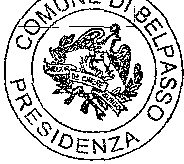 COMUNE DI BELPASSO
PRESIDENZA